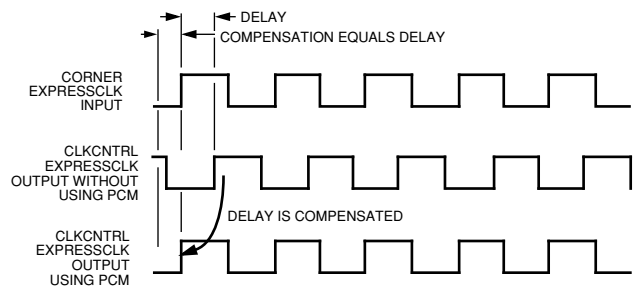 DELAY
COMPENSATION EQUALS DELAY
CORNER
EXPRESSCLK
INPUT
CLKCNTRL
EXPRESSCLK
OUTPUT WITHOUT
USING PCM
DELAY IS COMPENSATED
CLKCNTRL
EXPRESSCLK
OUTPUT
USING PCM